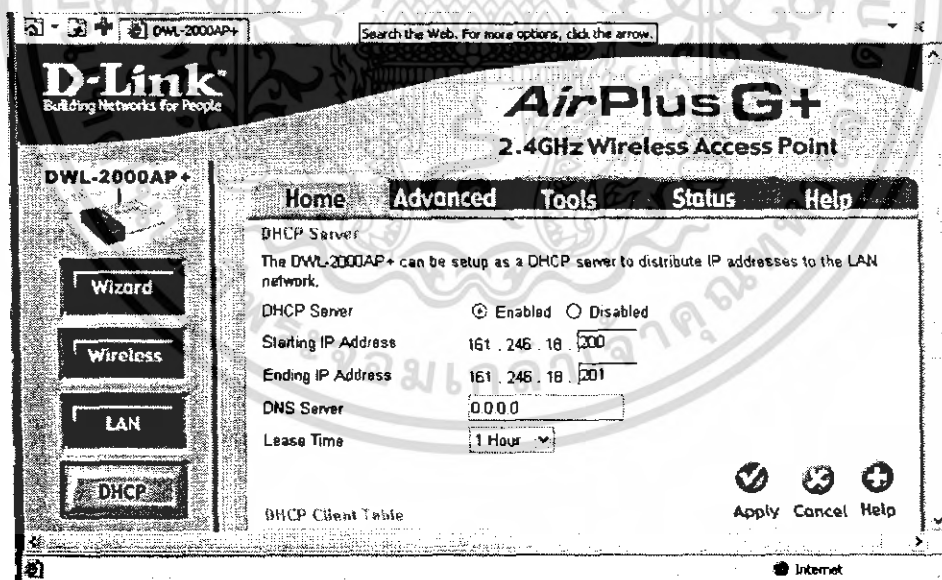 DWL-2000AP+
Search the Web. For more options, click the arrow.
D-Link
Building Networks for People
AirPlus G+
2.4GHz Wireless Access Point
DWL-2000AP+
Home Advanced Tools Status Help
Wizard
Wireless
LAN
DHCP
DHCP Server
The DWL-2000AP+ can be setup as a DHCP server to distribute IP addresses to the LAN
network.
DHCP Server Enabled Disabled
Starting IP Address 161 . 246 . 18 . 200
Ending IP Address 161 . 246 . 18 . 201
DNS Server 0.0.0.0
Lease Time 1 Hour
Apply Cancel Help
DHCP Client Table
Internet